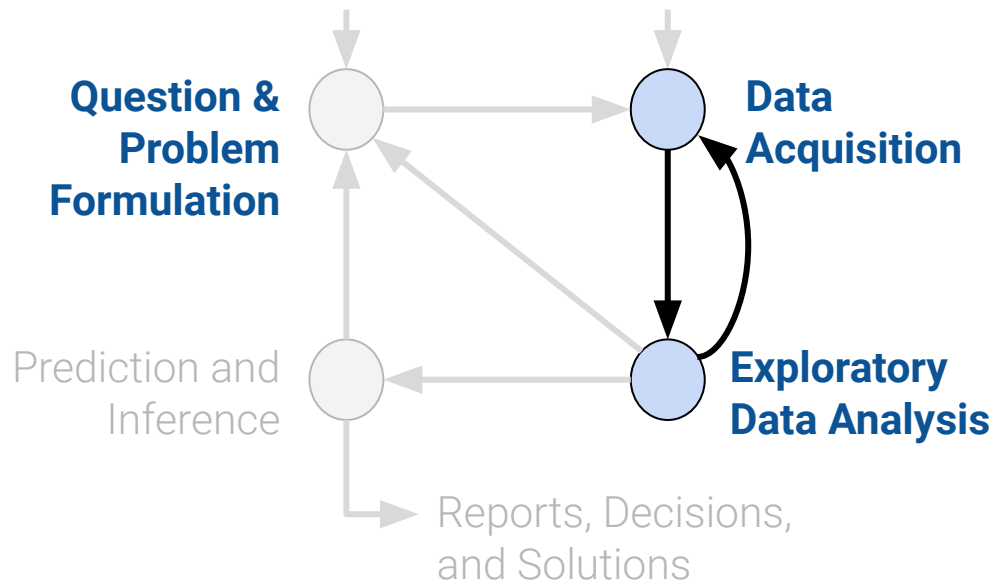 Question &
Problem
Formulation
Data
Acquisition
Prediction and
Inference
Exploratory
Data Analysis
Reports, Decisions,
and Solutions